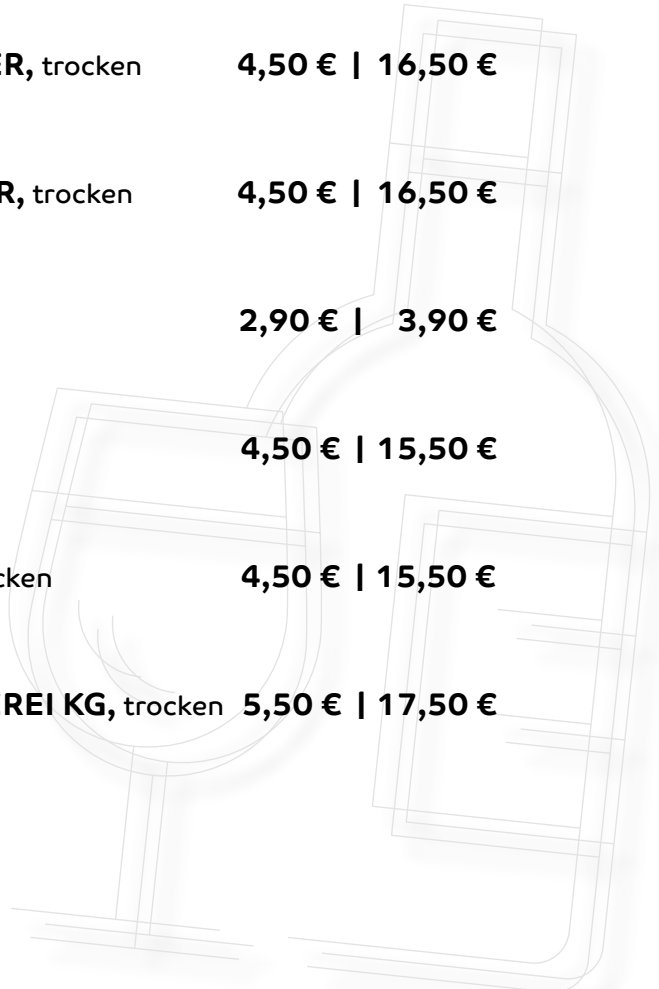 ER, trocken 4,50 € | 16,50 €
R, trocken 4,50 € | 16,50 €
2,90 € | 3,90 €
4,50 € | 15,50 €
cken 4,50 € | 15,50 €
EREI KG, trocken 5,50 € | 17,50 €